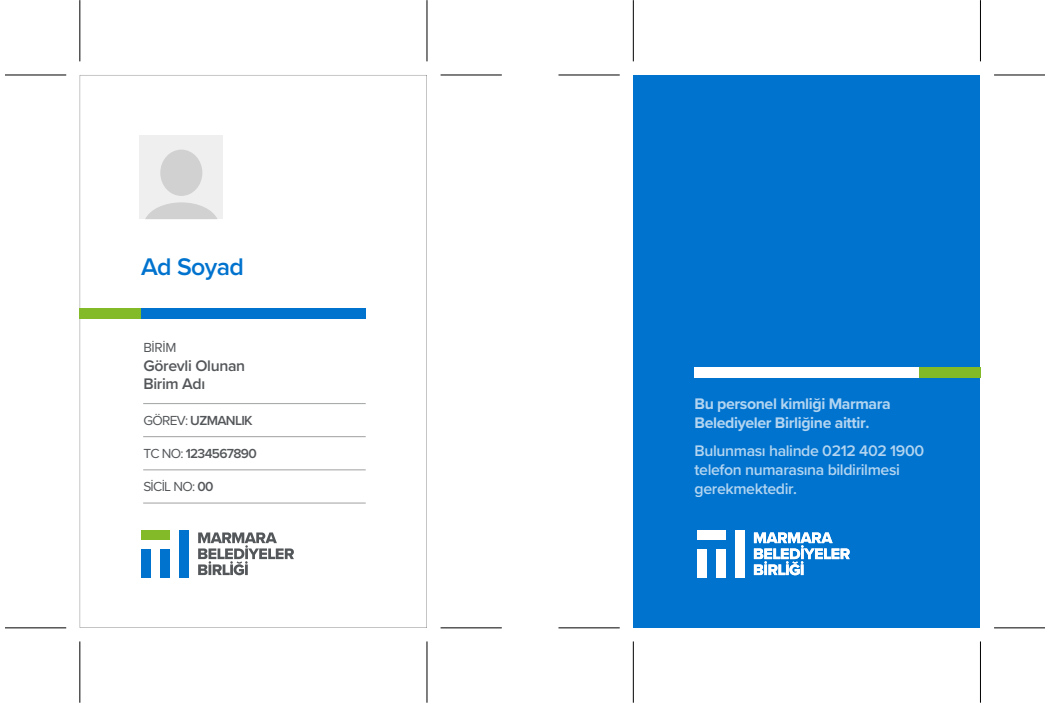 Ad Soyad
BİRİM
Görevli Olunan
Birim Adı
GÖREV: UZMANLIK
TC NO: 1234567890
SİCİL NO: 00
MARMARA
BELEDİYELER
BİRLİĞİ
Bu personel kimliği Marmara
Belediyeler Birliğine aittir.
Bulunması halinde 0212 402 1900
telefon numarasına bildirilmesi
gerekmektedir.
MARMARA
BELEDİYELER
BİRLİĞİ